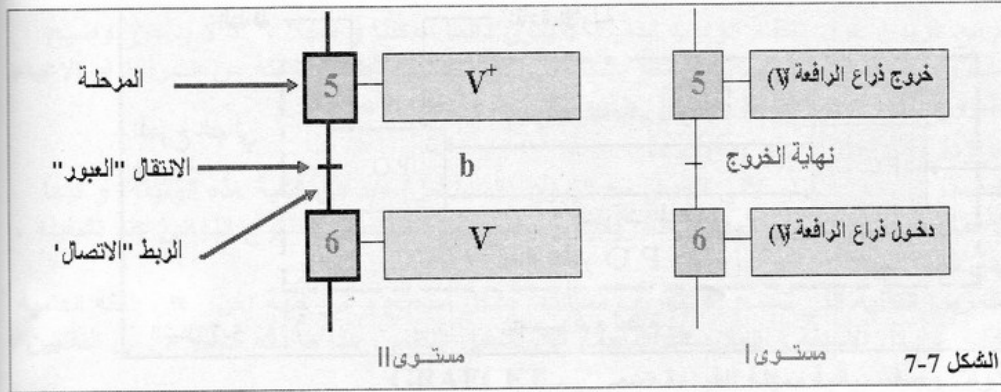 خروج ذراع الرافعة (V)
5
V+
5
المرحلة
نهاية الخروج
b
الانتقال "العبور"
دخول ذراع الرافعة (V)
6
V-
6
الربط "الاتصال'
مستوى I
مستوى II
الشكل 7-7